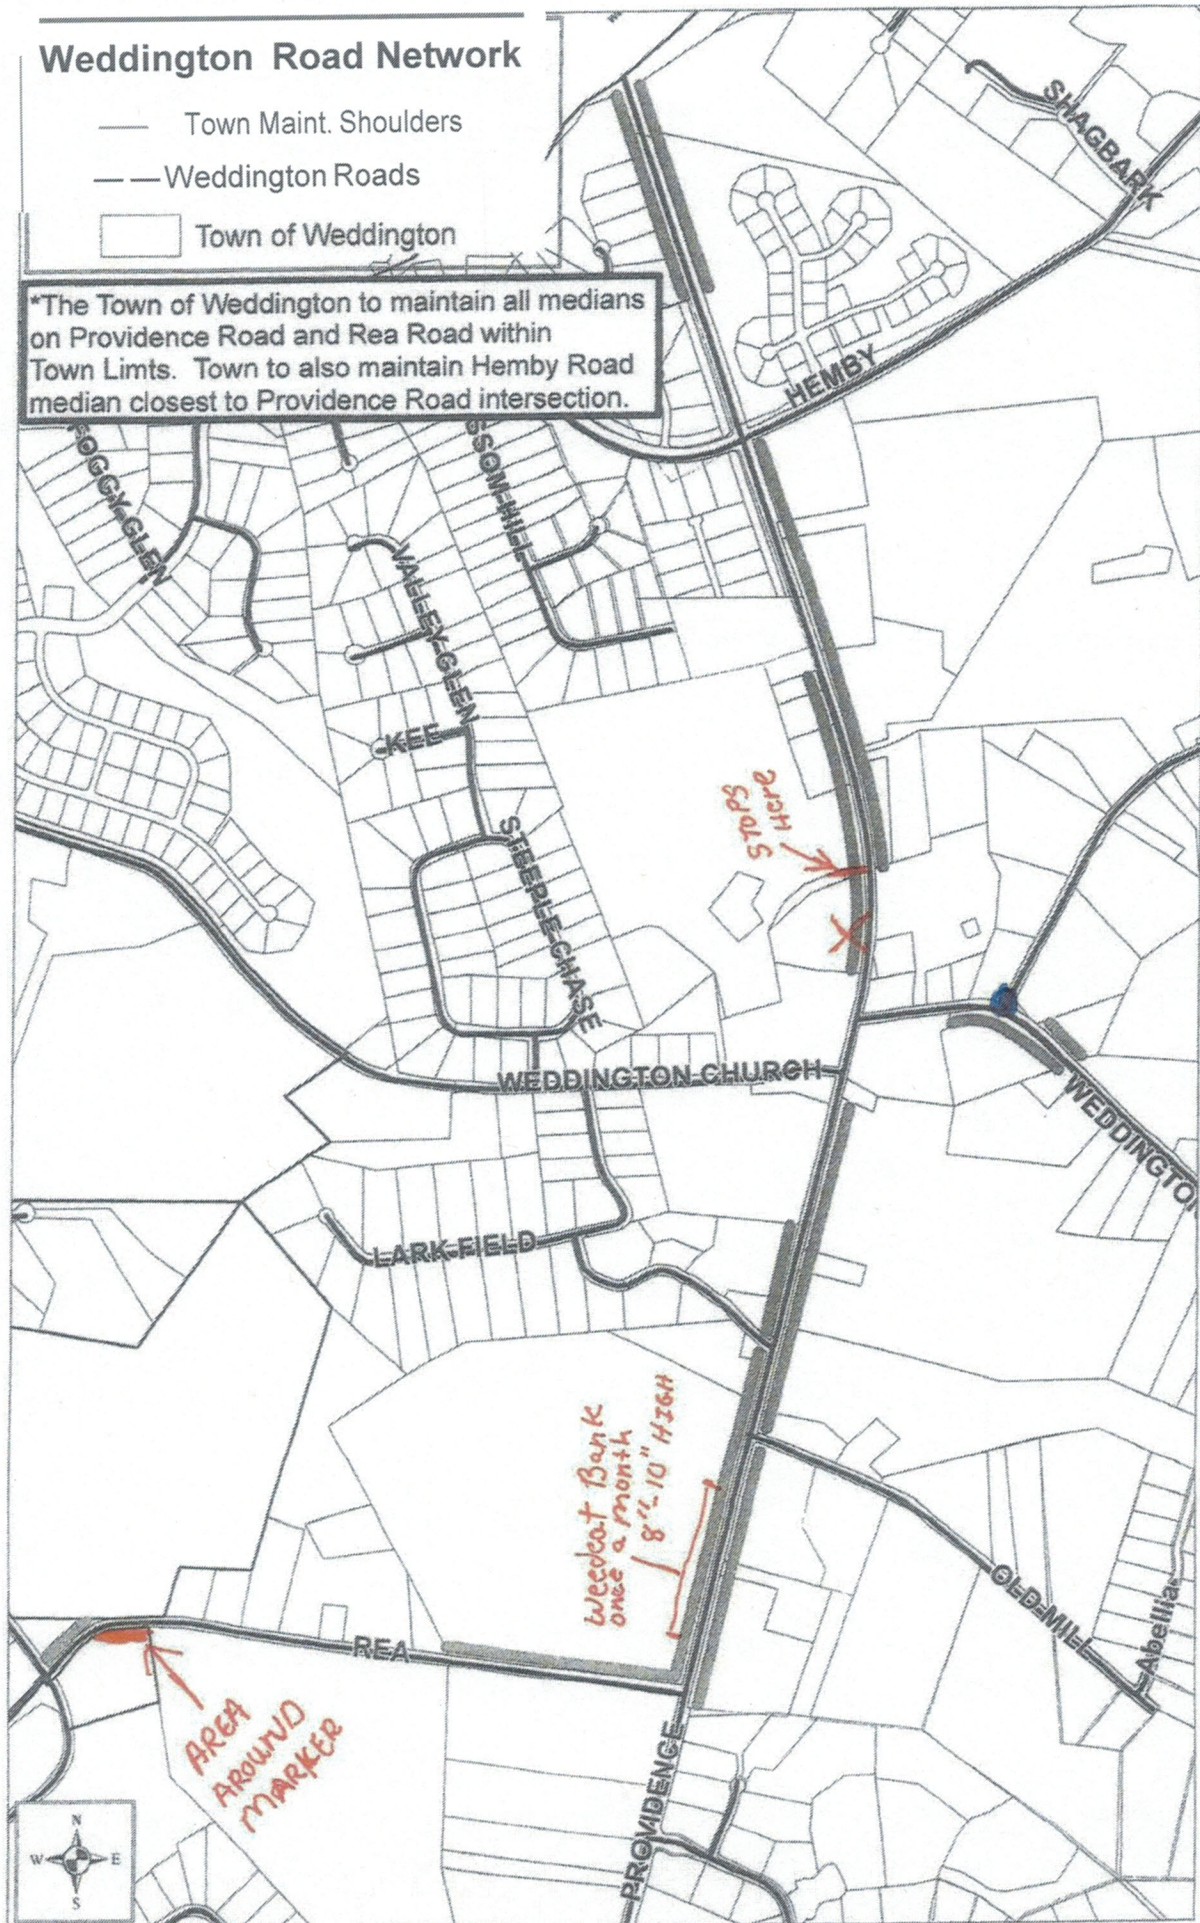 Weddington Road Network
Town Maint. Shoulders
Weddington Roads
Town of Weddington
*The Town of Weddington to maintain all medians
on Providence Road and Rea Road within
Town Limts. Town to also maintain Hemby Road
median closest to Providence Road intersection.
SHAGBARK
HEMBY
FOGGY GLEN
SSOM HILL
VALLEY GLEN
KEE
STEEPLE CHASE
STOPS
Here
WEDDINGTON CHURCH
WEDDINGTO
LARK FIELD
Weedeat Bank
once a month
8"-10" HIGH
OLD MILL
Abellia
REA
AREA
AROUND
MARKER
PROVIDENCE
N
W E
S